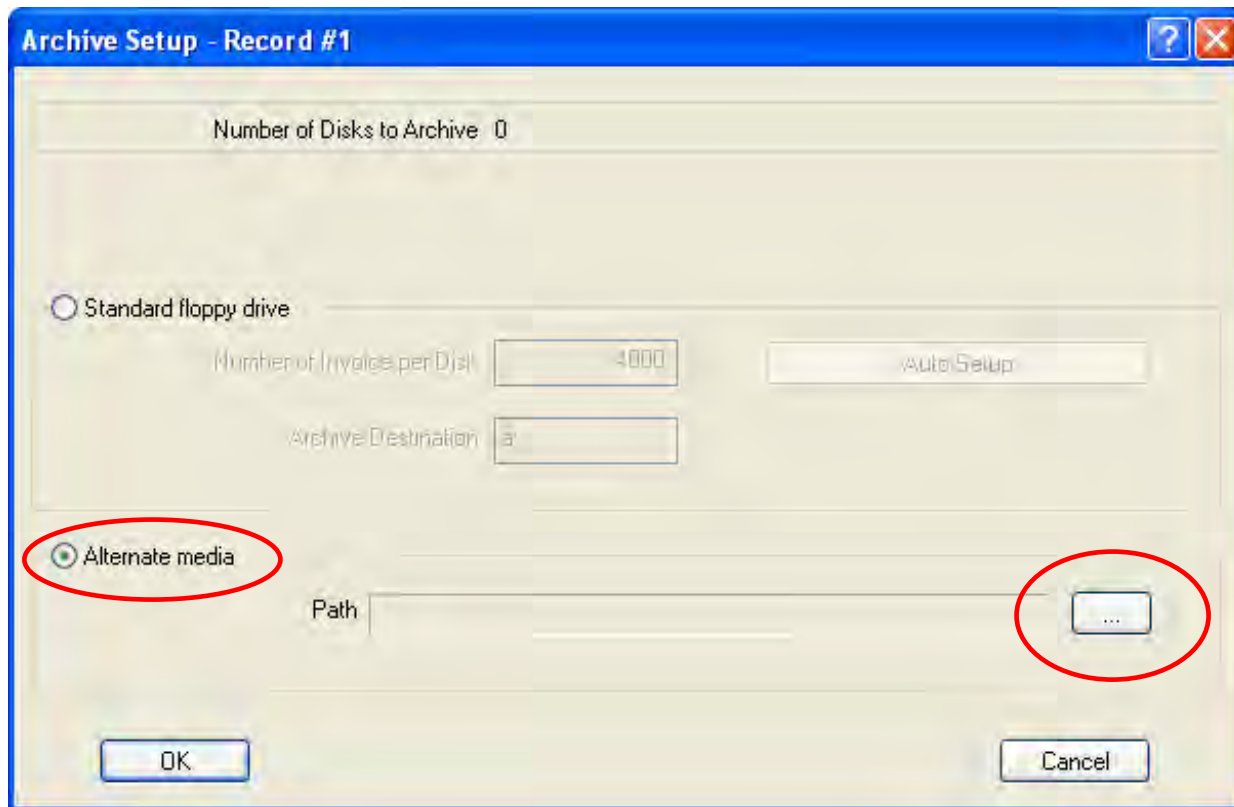 Archive Setup - Record #1
Number of Disks to Archive 0
Standard floppy drive
Number of Invoice per Disk 4000 Auto Setup
Archive Destination a
Alternate media
Path ...
OK Cancel